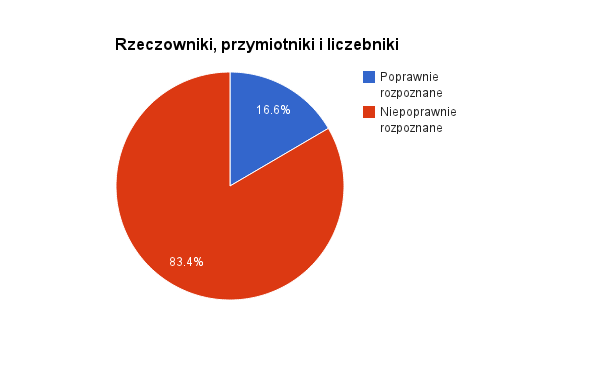 Rzeczowniki, przymiotniki i liczebniki
Poprawnie
rozpoznane
Niepoprawnie
rozpoznane
16.6%
83.4%